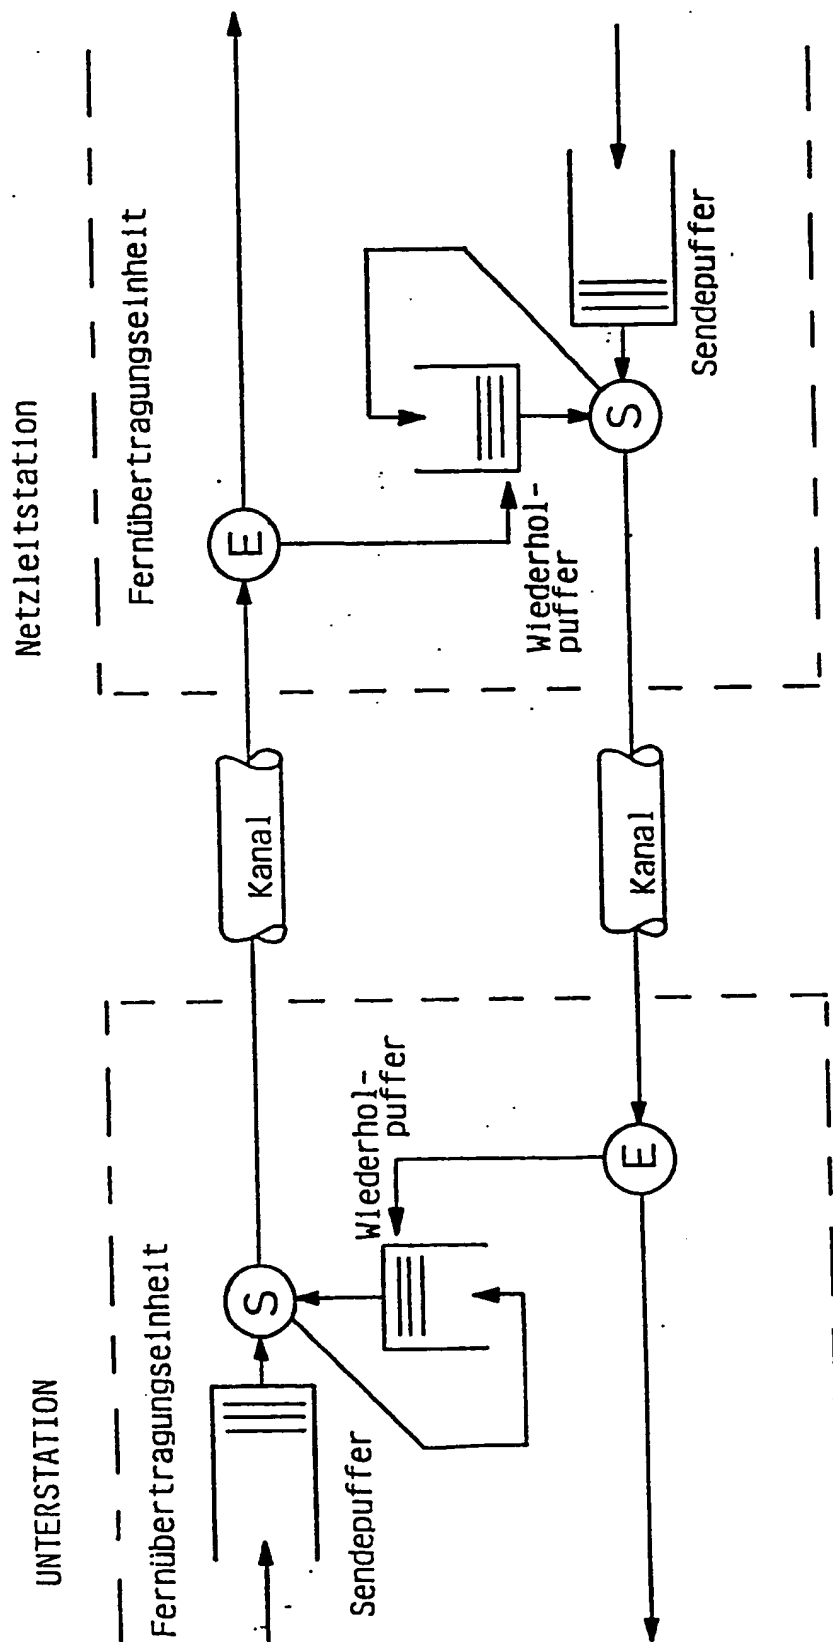 UNTERSTATION
Fernübertragungseinheit
Sendepuffer
S
Wiederhol-
puffer
E
Kanal
Kanal
Netzleitstation
Fernübertragungseinheit
E
Wiederhol-
puffer
S
Sendepuffer